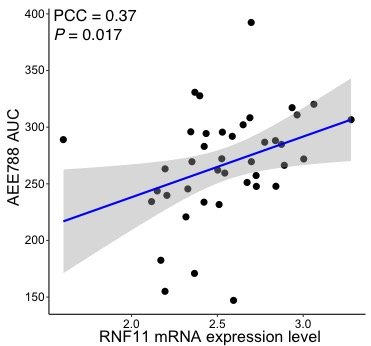 PCC = 0.37
P = 0.017
400
350
300
250
200
150
AEE788 AUC
2.0 2.5 3.0
RNF11 mRNA expression level